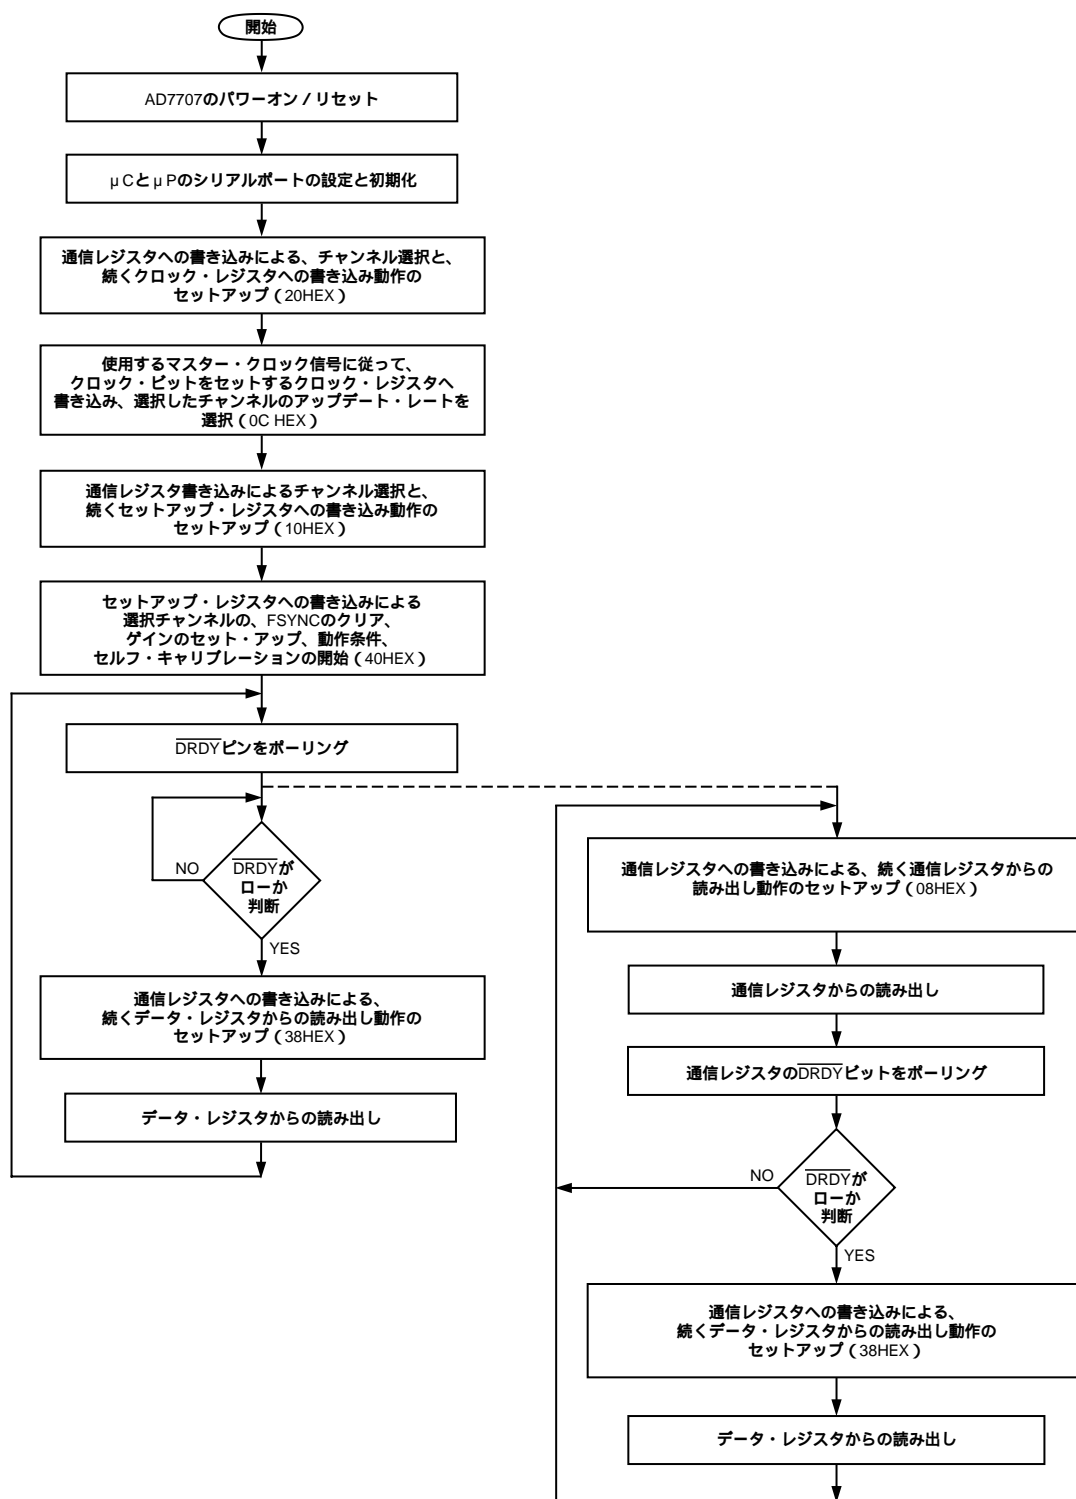 開始
AD7707のパワーオン / リセット
μCとμPのシリアルポートの設定と初期化
通信レジスタへの書き込みによる、チャンネル選択と、
続くクロック・レジスタへの書き込み動作の
セットアップ（20HEX）
使用するマスター・クロック信号に従って、
クロック・ビットをセットするクロック・レジスタへ
書き込み、選択したチャンネルのアップデート・レートを
選択（0C HEX）
通信レジスタ書き込みによるチャンネル選択と、
続くセットアップ・レジスタへの書き込み動作の
セットアップ（10HEX）
セットアップ・レジスタへの書き込みによる
選択チャンネルの、FSYNCのクリア、
ゲインのセット・アップ、動作条件、
セルフ・キャリブレーションの開始（40HEX）
DRDYピンをポーリング
NO
DRDYが
ローか
判断
YES
通信レジスタへの書き込みによる、
続くデータ・レジスタからの読み出し動作の
セットアップ（38HEX）
データ・レジスタからの読み出し
通信レジスタへの書き込みによる、続く通信レジスタからの
読み出し動作のセットアップ（08HEX）
通信レジスタからの読み出し
通信レジスタのDRDYビットをポーリング
NO
DRDYが
ローか
判断
YES
通信レジスタへの書き込みによる、
続くデータ・レジスタからの読み出し動作の
セットアップ（38HEX）
データ・レジスタからの読み出し